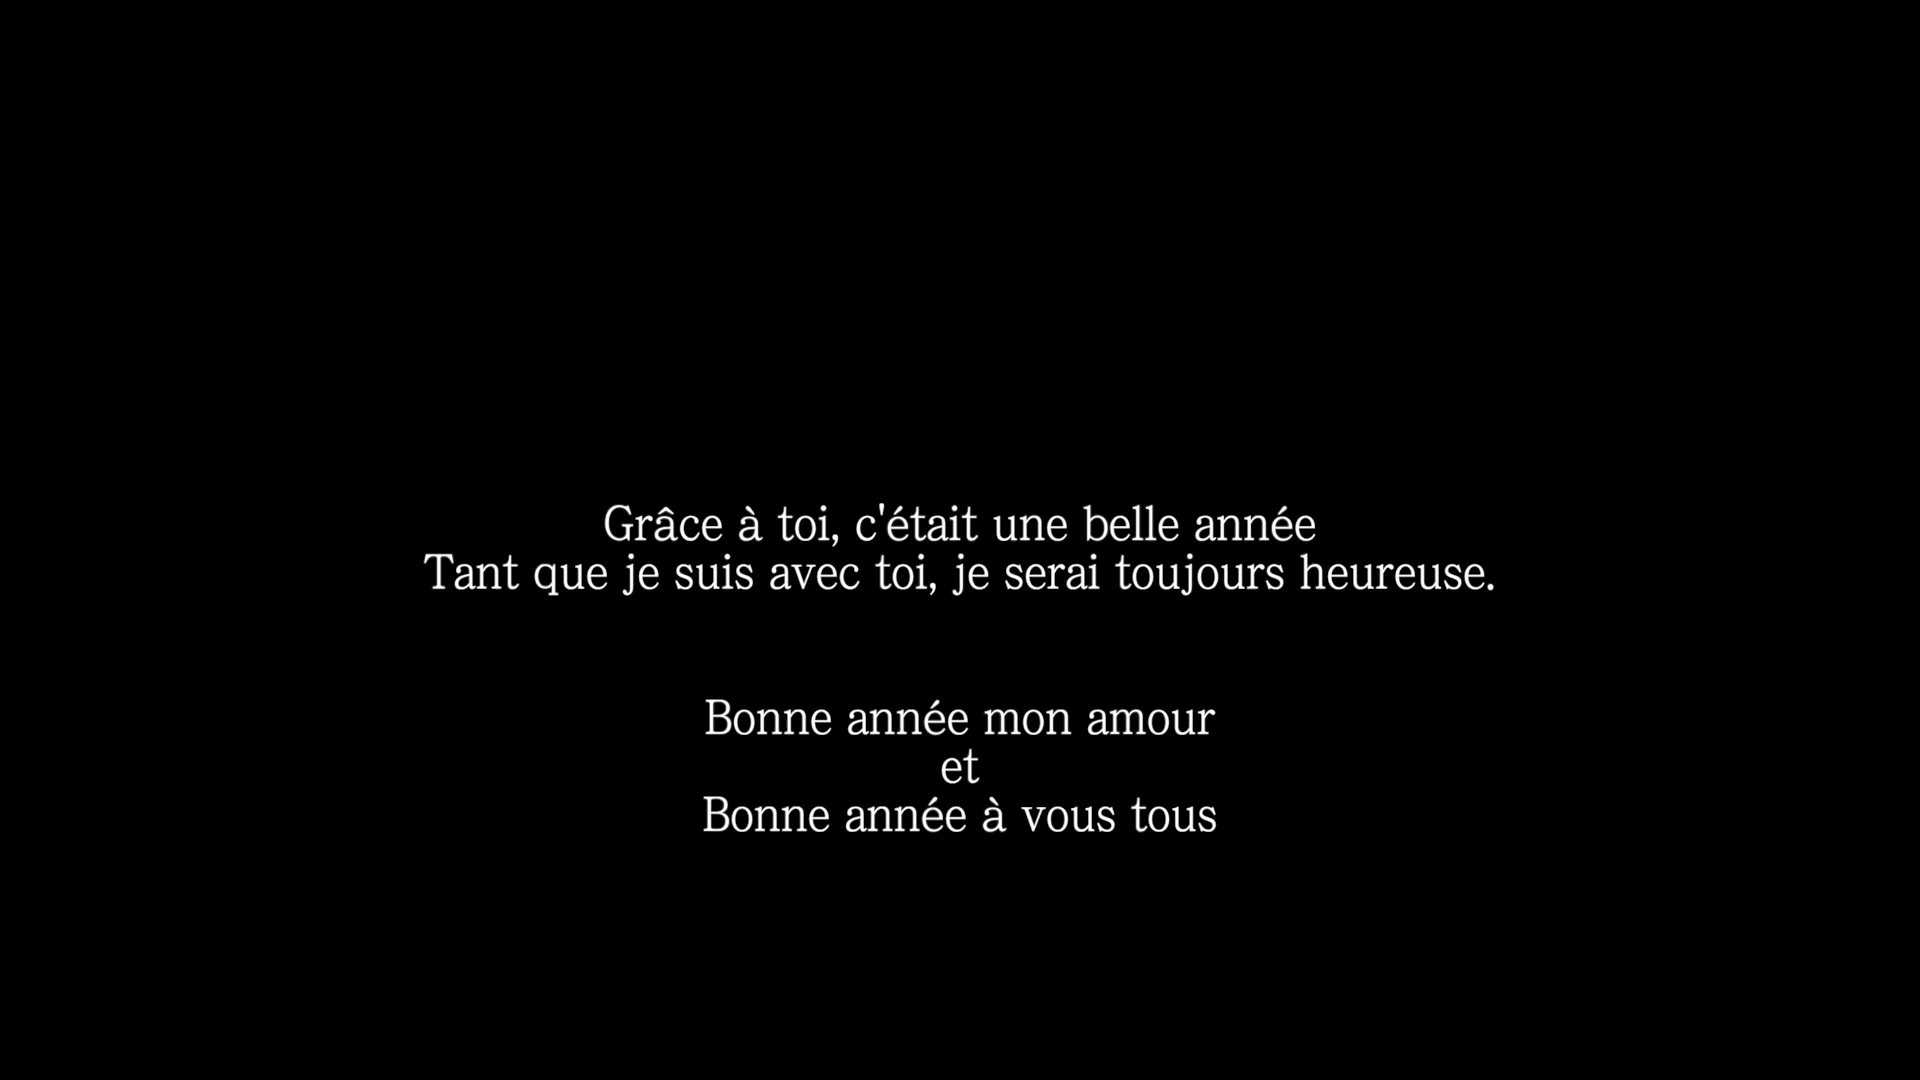 Grâce à toi, c'était une belle année
Tant que je suis avec toi, je serai toujours heureuse.
Bonne année mon amour
et
Bonne année à vous tous